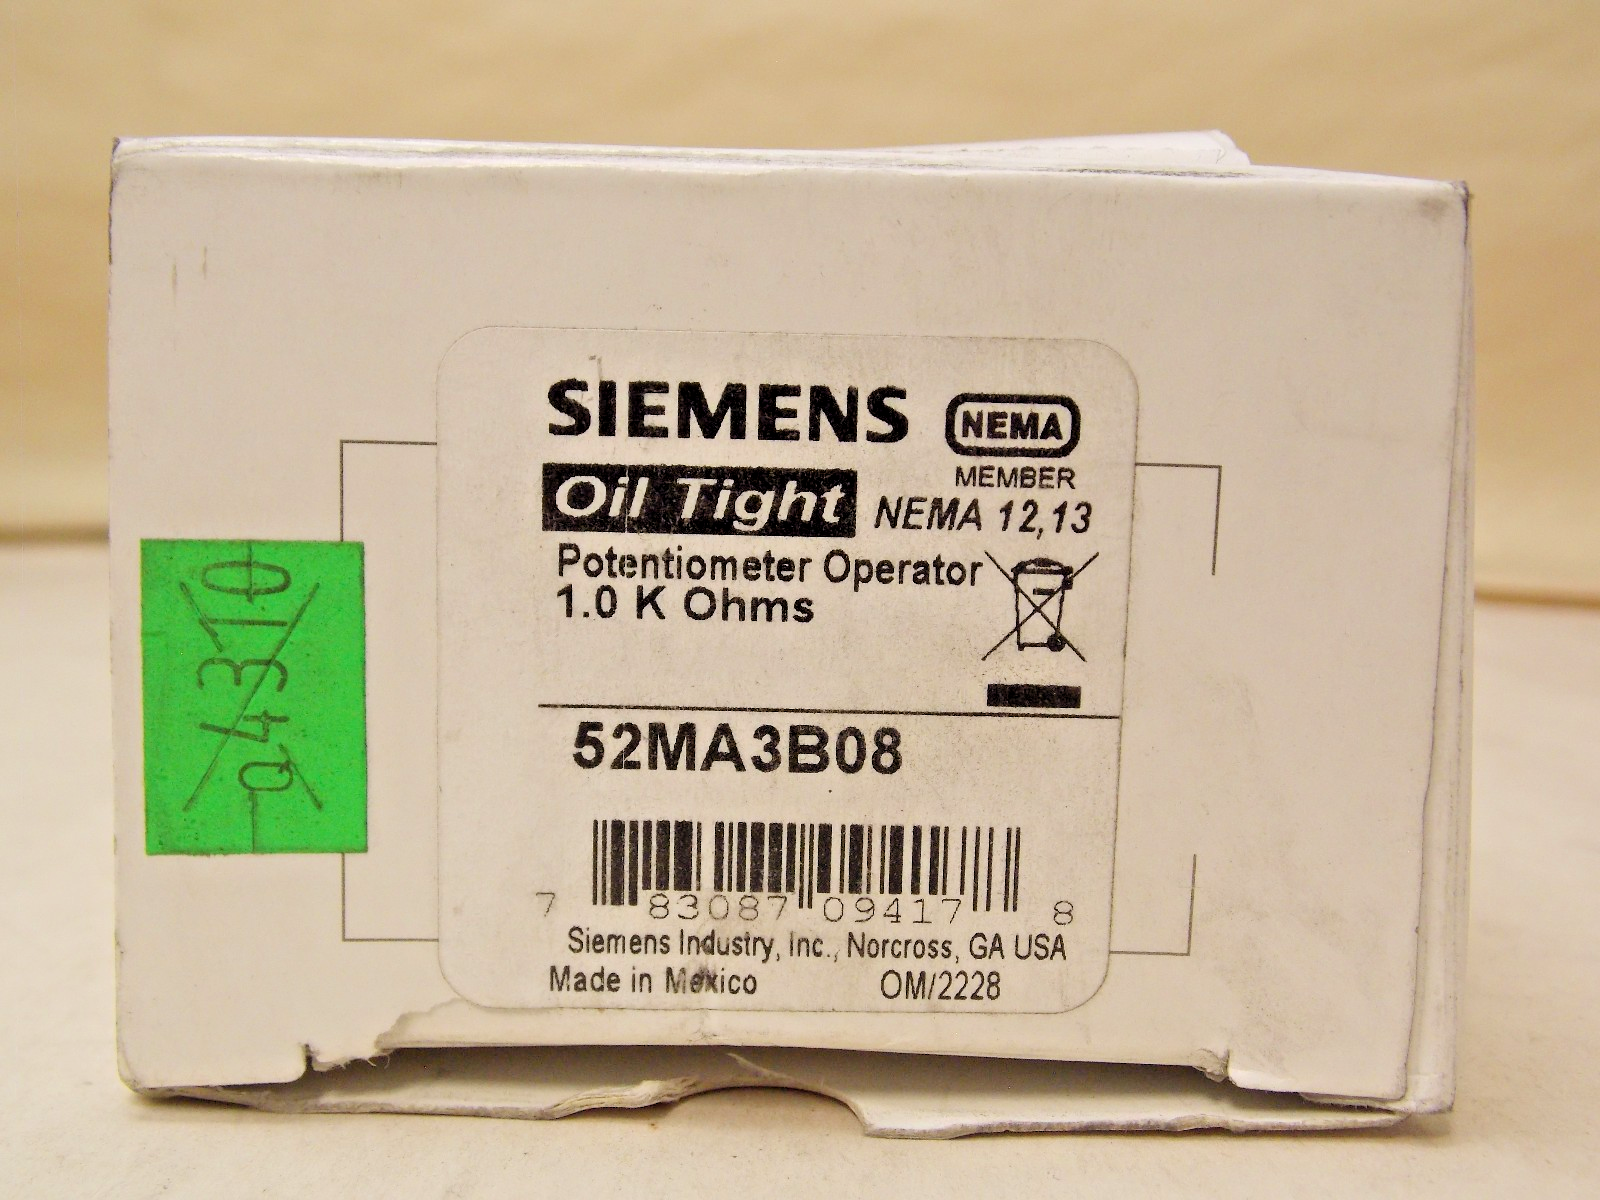 SIEMENS
NEMA
MEMBER
Oil Tight
NEMA 12,13
Potentiometer Operator
1.0 K Ohms
52MA3B08
7 83087 09417 8
Siemens Industry, Inc., Norcross, GA USA
Made in Mexico OM/2228
Q4310